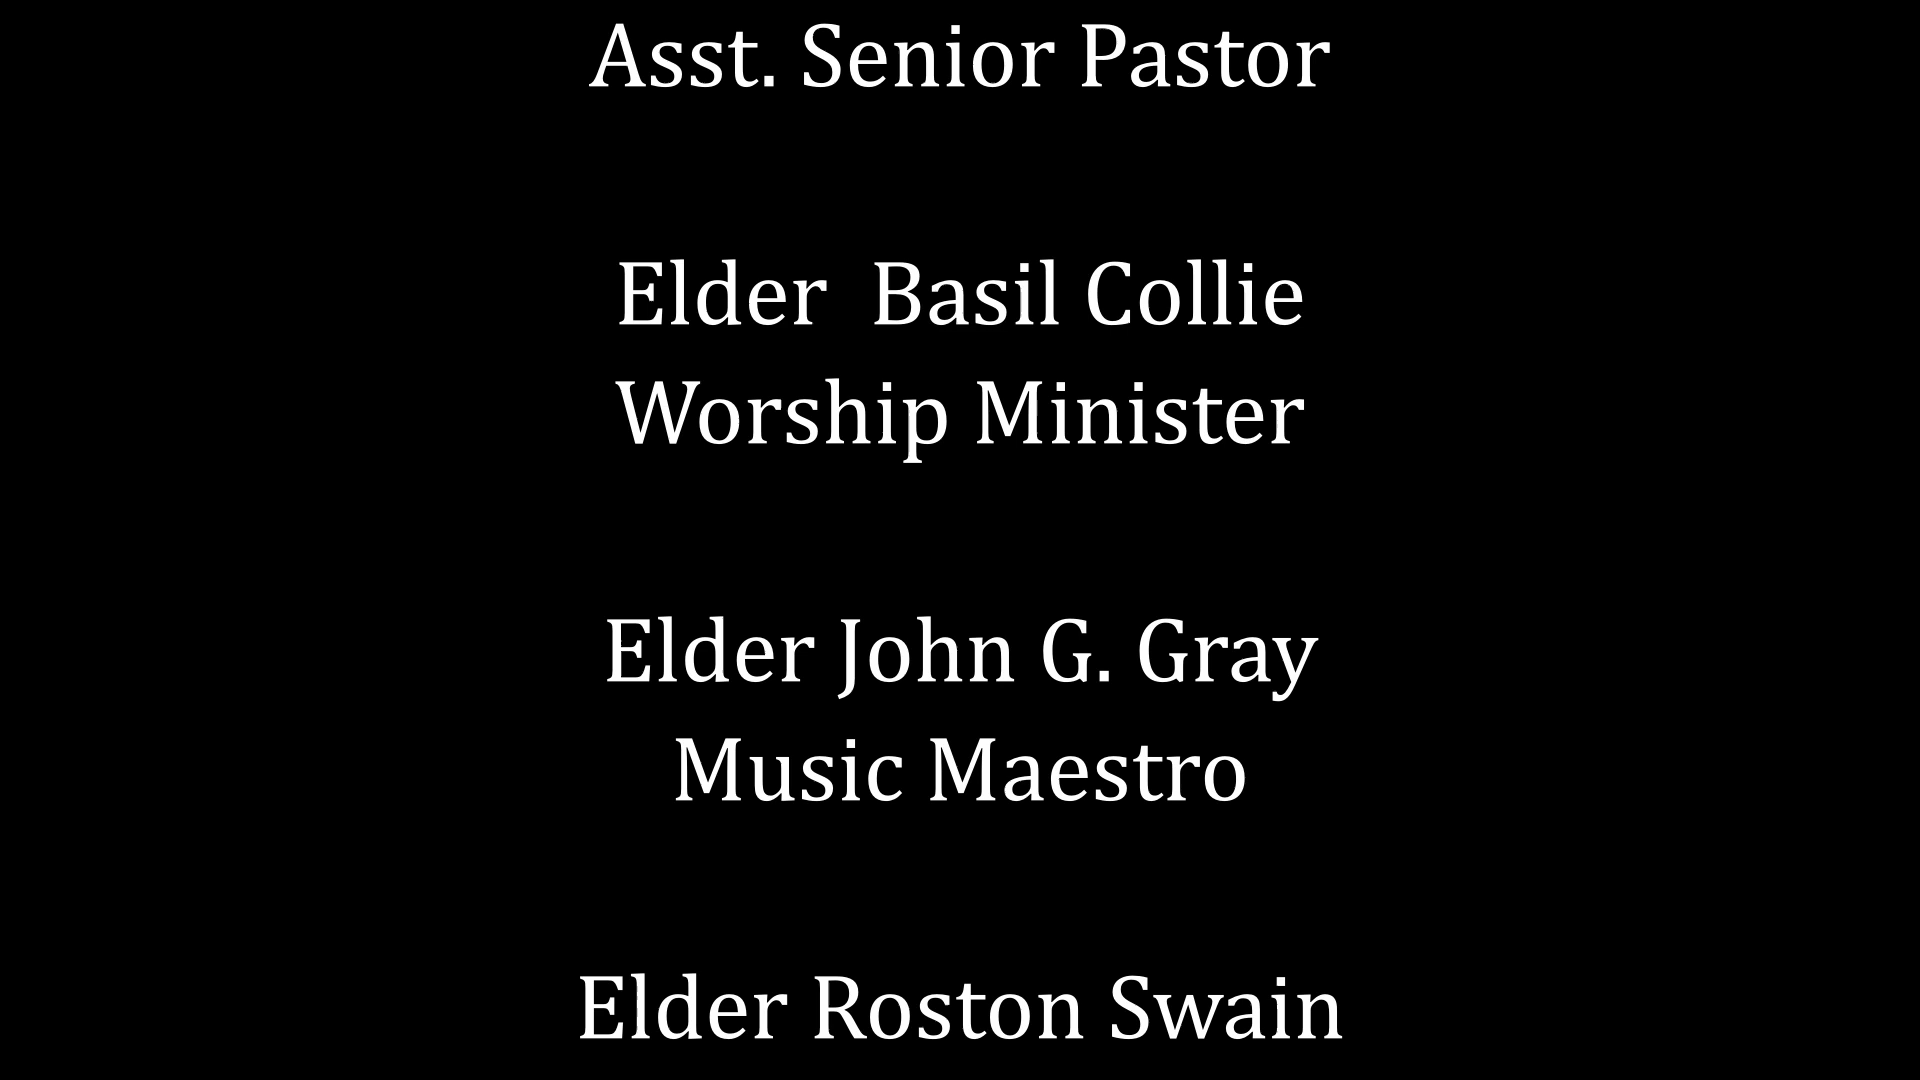 Asst. Senior Pastor
Elder  Basil Collie
Worship Minister
Elder John G. Gray
Music Maestro
Elder Roston Swain